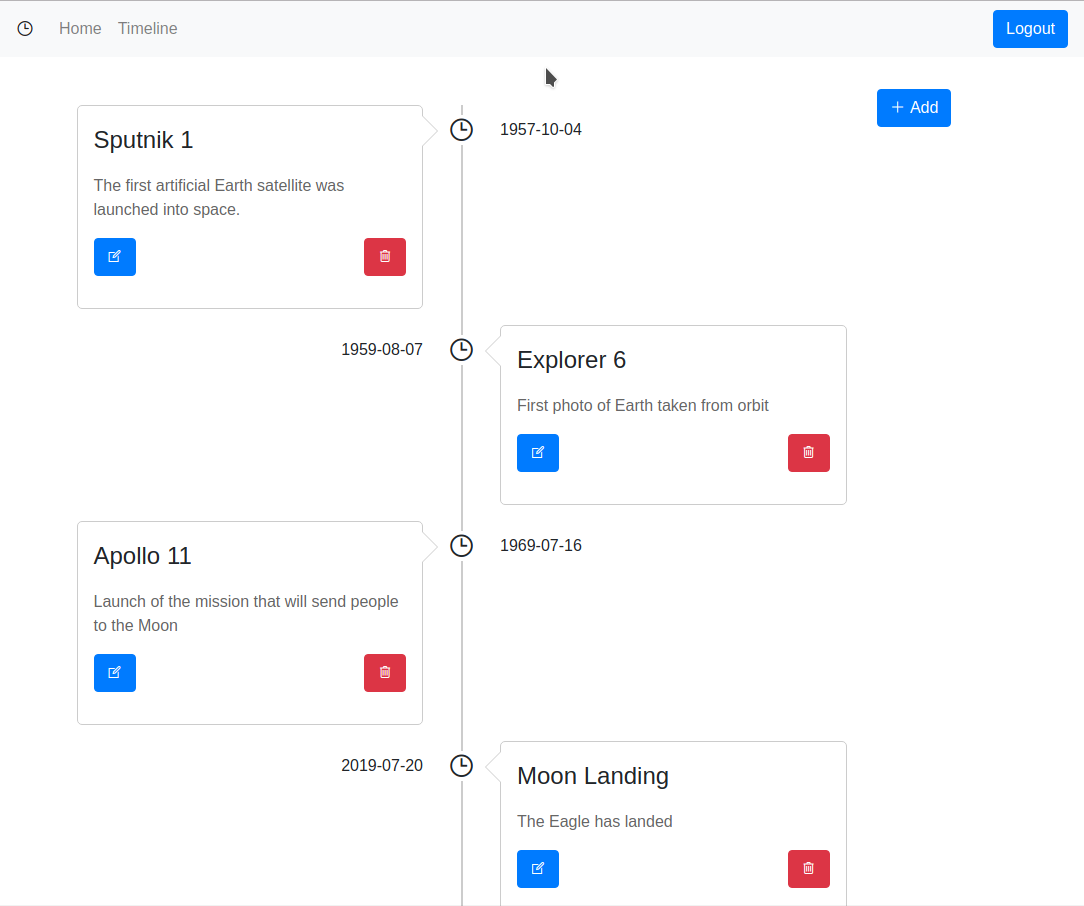 Home Timeline Logout
Add
Sputnik 1
1957-10-04
The first artificial Earth satellite was
launched into space.
1959-08-07
Explorer 6
First photo of Earth taken from orbit
Apollo 11
1969-07-16
Launch of the mission that will send people
to the Moon
2019-07-20
Moon Landing
The Eagle has landed